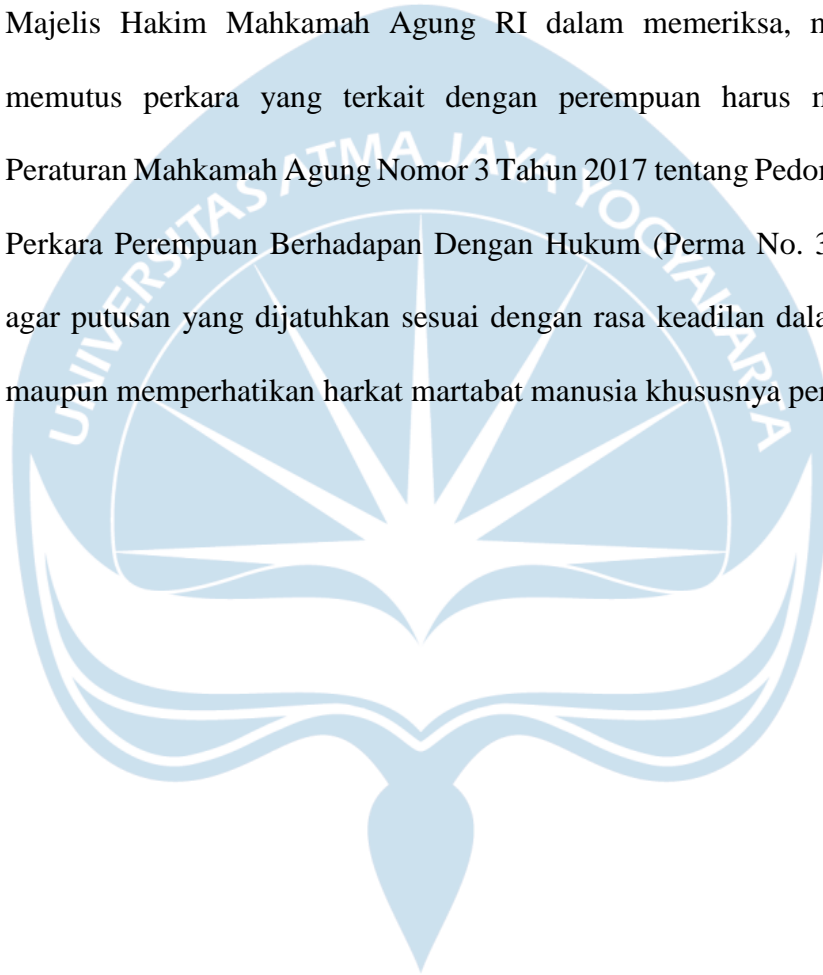 Majelis Hakim Mahkamah Agung RI dalam memeriksa,
memutus perkara yang terkait dengan perempuan harus
Peraturan Mahkamah Agung Nomor 3 Tahun 2017 tentang
Perkara Perempuan Berhadapan Dengan Hukum (Perma No.
agar putusan yang dijatuhkan sesuai dengan rasa keadilan
maupun memperhatikan harkat martabat manusia khususnya
UNIVERSITAS ATMA JAYA YOGYAKARTA